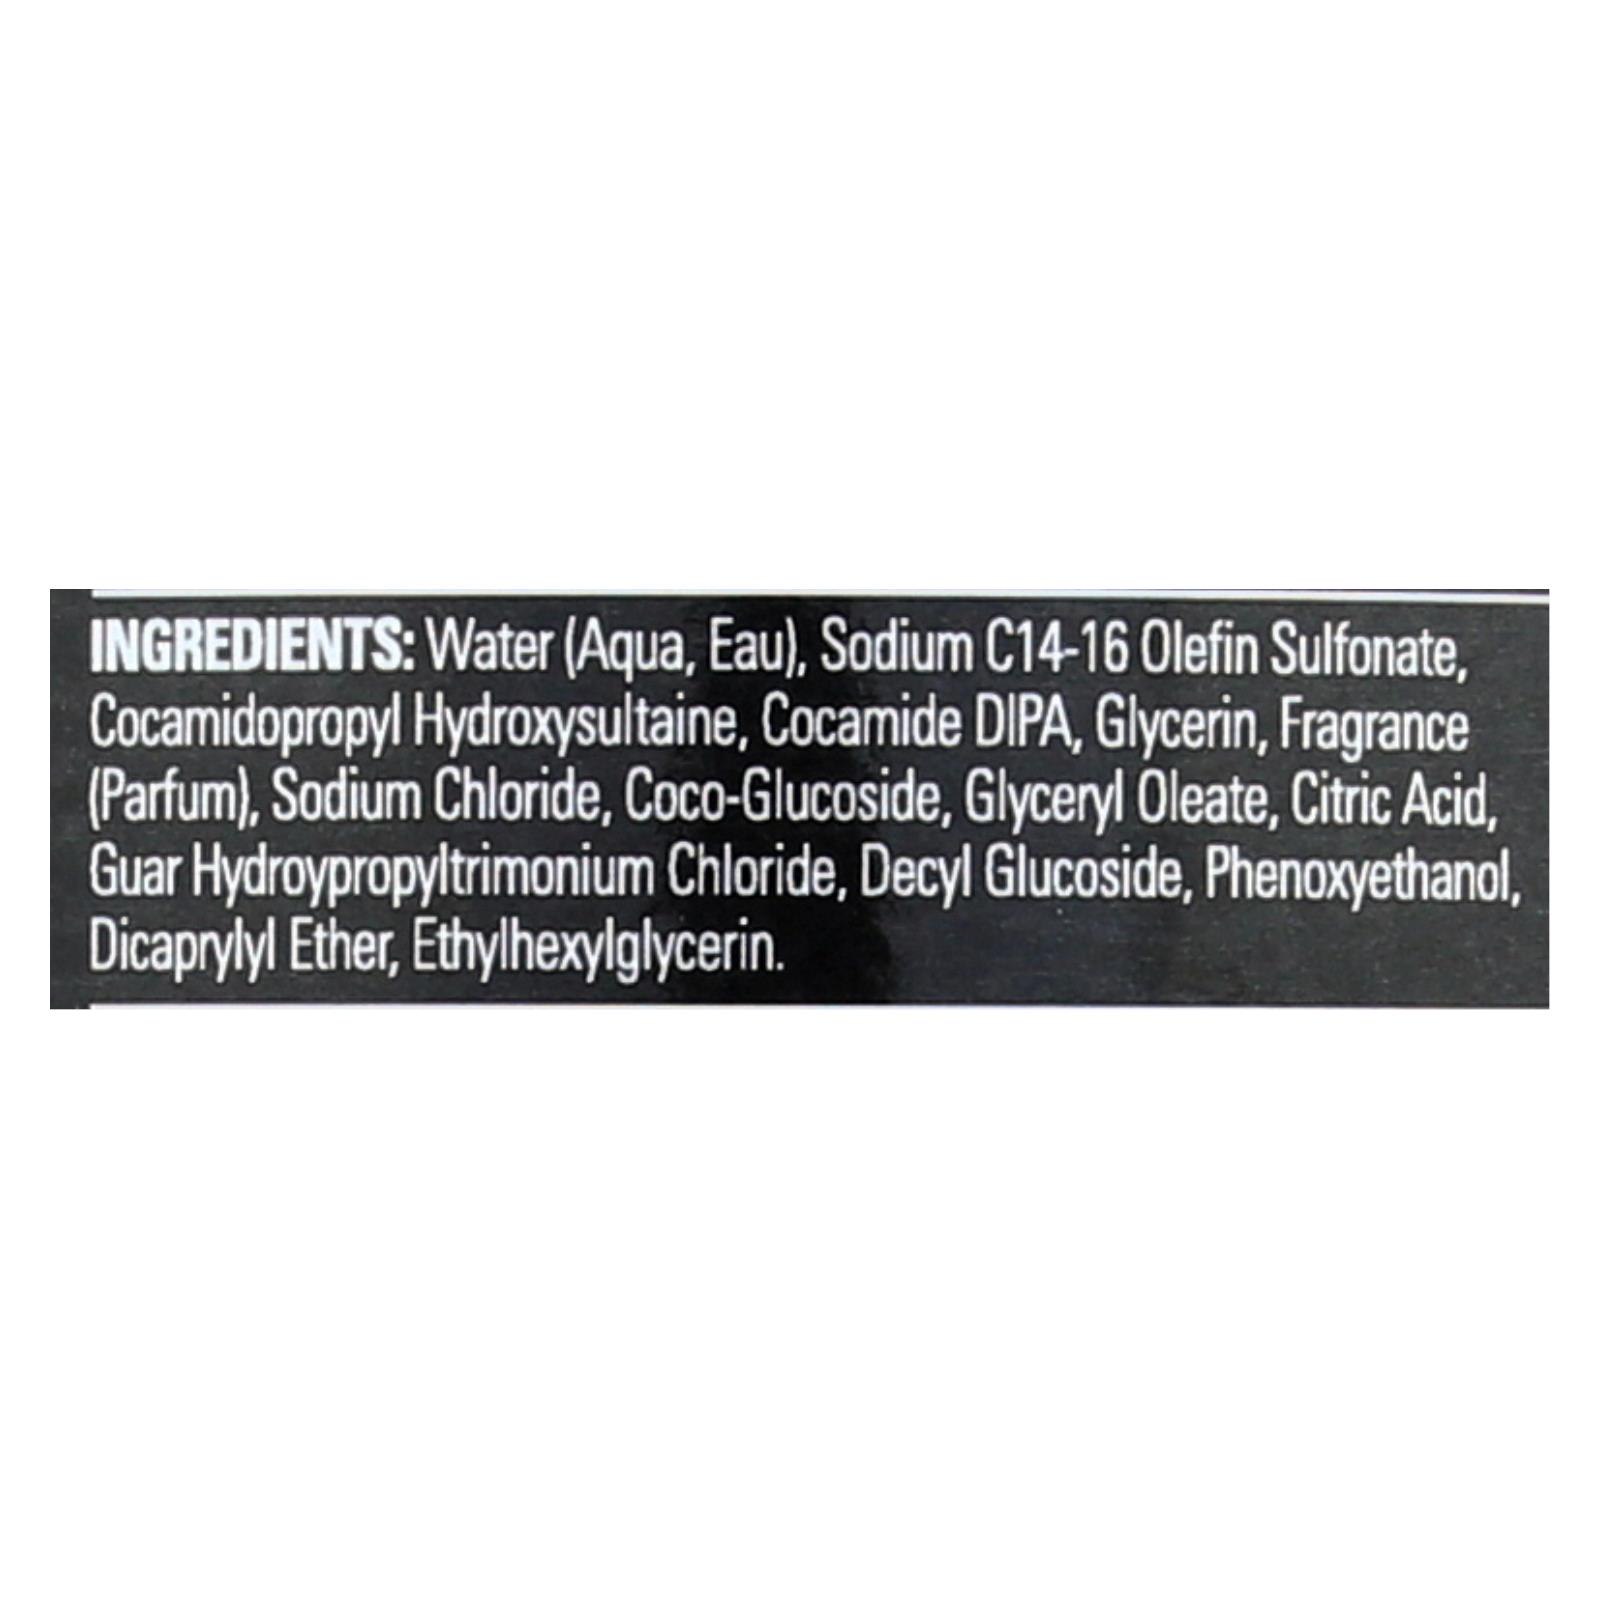 INGREDIENTS: Water (Aqua, Eau), Sodium C14-16 Olefin Sulfonate,
Cocamidopropyl Hydroxysultaine, Cocamide DIPA, Glycerin, Fragrance
(Parfum), Sodium Chloride, Coco-Glucoside, Glyceryl Oleate, Citric Acid,
Guar Hydroypropyltrimonium Chloride, Decyl Glucoside, Phenoxyethanol,
Dicaprylyl Ether, Ethylhexylglycerin.